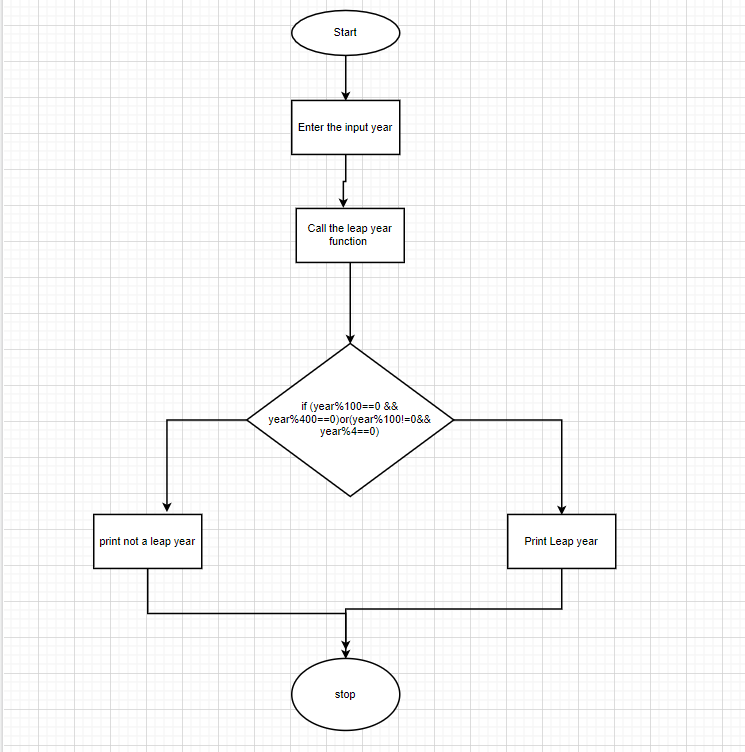 Start
Enter the input year
Call the leap year
function
if (year%100==0 &&
year%400==0)or(year%100!=0&&
year%4==0)
print not a leap year
Print Leap year
stop